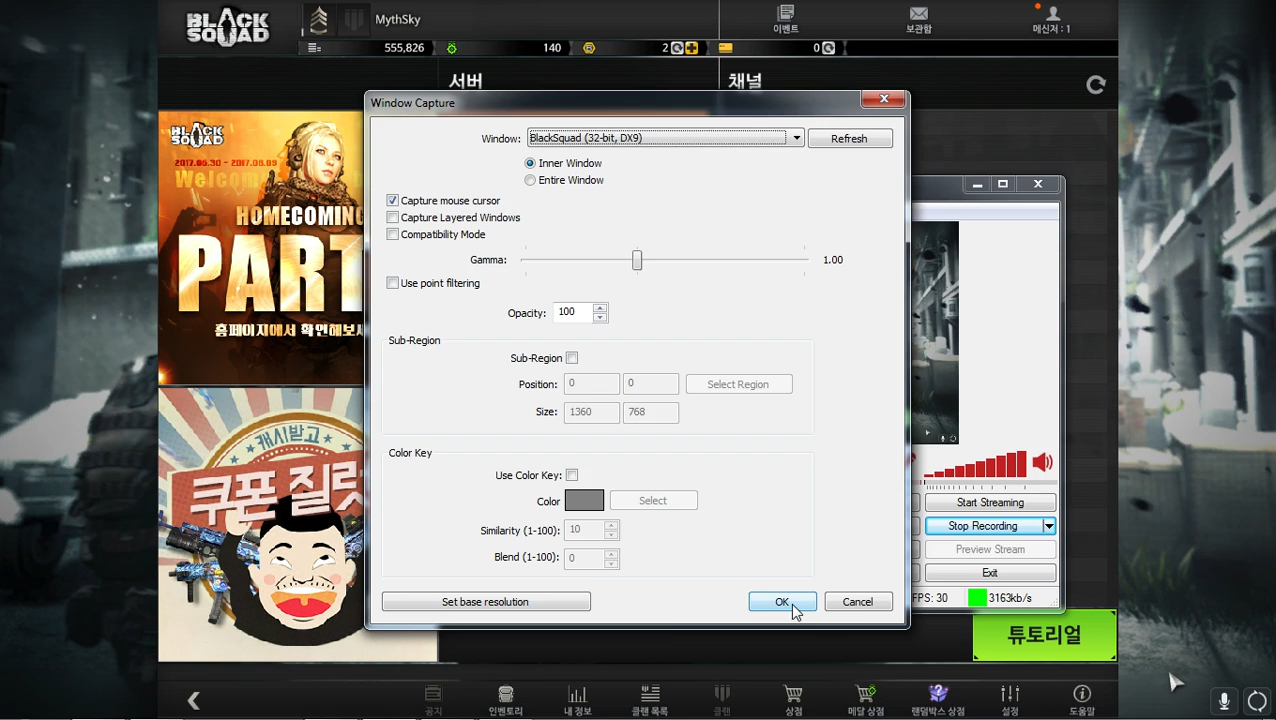 BLACK SQUAD
MythSky
이벤트
보관함
메신저 : 1
555,826
140
2
0
서버
채널
Window Capture
Window:
BlackSquad (32-bit, DX9)
Refresh
Inner Window
Entire Window
Capture mouse cursor
Capture Layered Windows
Compatibility Mode
Gamma:
1.00
Use point filtering
Opacity:
100
Sub-Region
Sub-Region
Position:
0
0
Select Region
Size:
1360
768
Color Key
Use Color Key:
Color
Select
Similarity (1-100):
10
Blend (1-100):
0
Set base resolution
OK
Cancel
BLACK SQUAD
2017.06.30 - 2017.08.09
Welcom
HOMECOMING
PART
홈페이지에서 확인해보시
캐시받고
쿠폰 질럿
Start Streaming
Stop Recording
Preview Stream
Exit
FPS: 30
3163kb/s
튜토리얼
공지
인벤토리
내 정보
클랜 목록
클랜
상점
메달 상점
랜덤박스 상점
설정
도움말